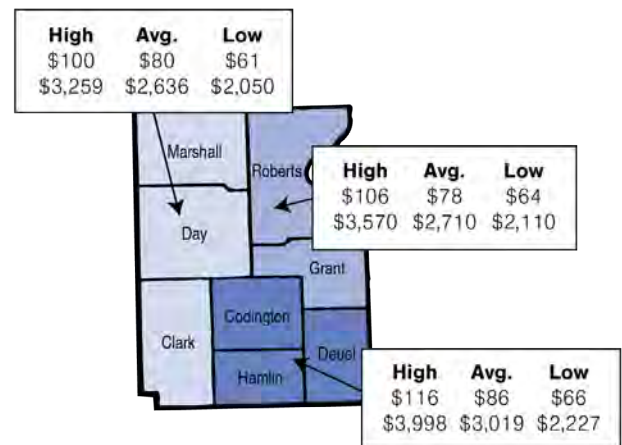 High Avg. Low
$100 $80 $61
$3,259 $2,636 $2,050
Marshall
Roberts
High Avg. Low
$106 $78 $64
$3,570 $2,710 $2,110
Day
Grant
Codington
Clark
Deuel
Hamlin
High Avg. Low
$116 $86 $66
$3,998 $3,019 $2,227